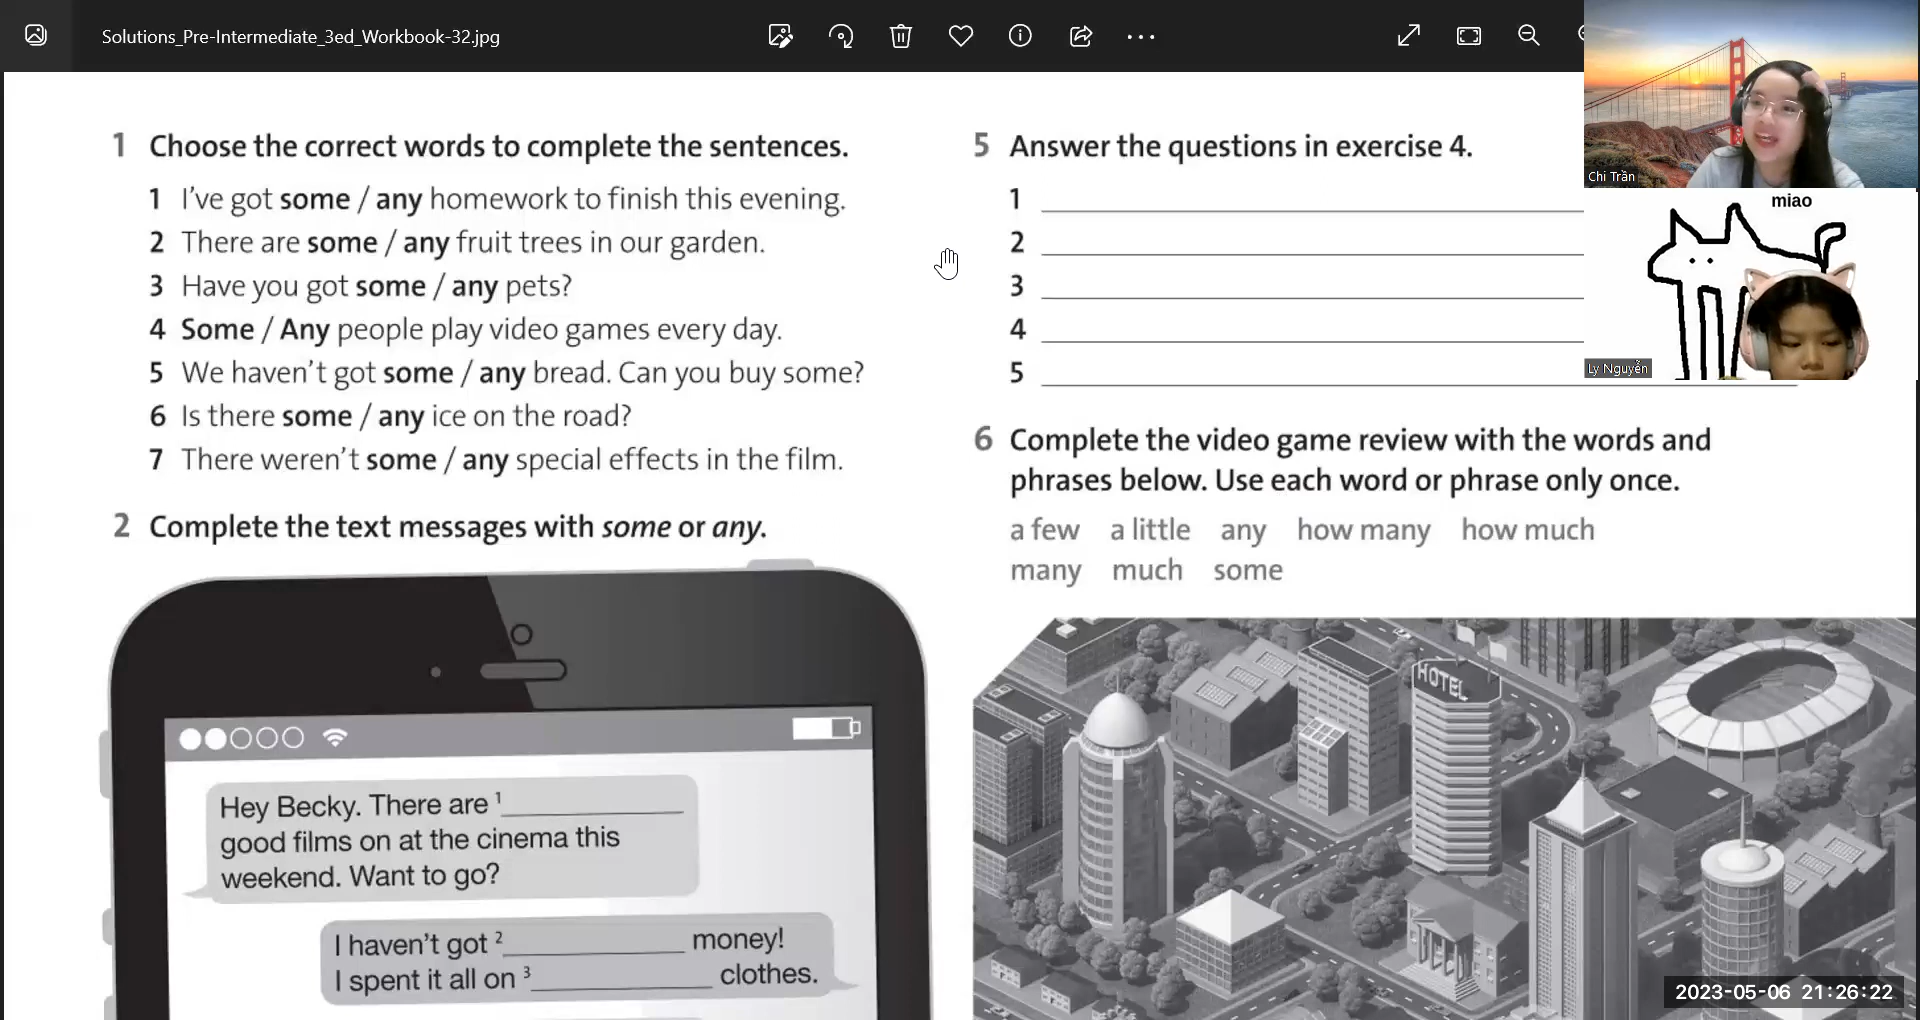 Solutions_Pre-Intermediate_3ed_Workbook-32.jpg
1 Choose the correct words to complete the sentences.
1 I've got some / any homework to finish this evening.
2 There are some / any fruit trees in our garden.
3 Have you got some / any pets?
4 Some / Any people play video games every day.
5 We haven't got some / any bread. Can you buy some?
6 Is there some / any ice on the road?
7 There weren't some / any special effects in the film.
2 Complete the text messages with some or any.
Hey Becky. There are 1 ____________
good films on at the cinema this
weekend. Want to go?
I haven't got 2 ____________ money!
I spent it all on 3 ____________ clothes.
5 Answer the questions in exercise 4.
1
2
3
4
5
6 Complete the video game review with the words and
phrases below. Use each word or phrase only once.
a few a little any how many how much
many much some
HOTEL
Chi Trần
miao
Ly Nguyễn
2023-05-06 21:26:22